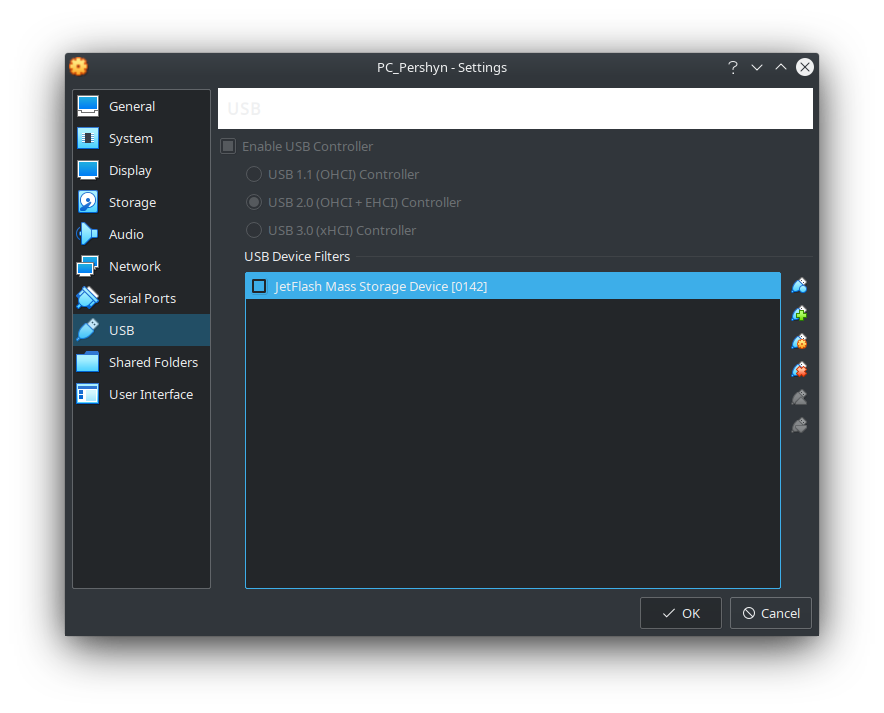 PC_Pershyn - Settings
General
System
Display
Storage
Audio
Network
Serial Ports
USB
Shared Folders
User Interface
USB
Enable USB Controller
USB 1.1 (OHCI) Controller
USB 2.0 (OHCI + EHCI) Controller
USB 3.0 (xHCI) Controller
USB Device Filters
JetFlash Mass Storage Device [0142]
OK
Cancel